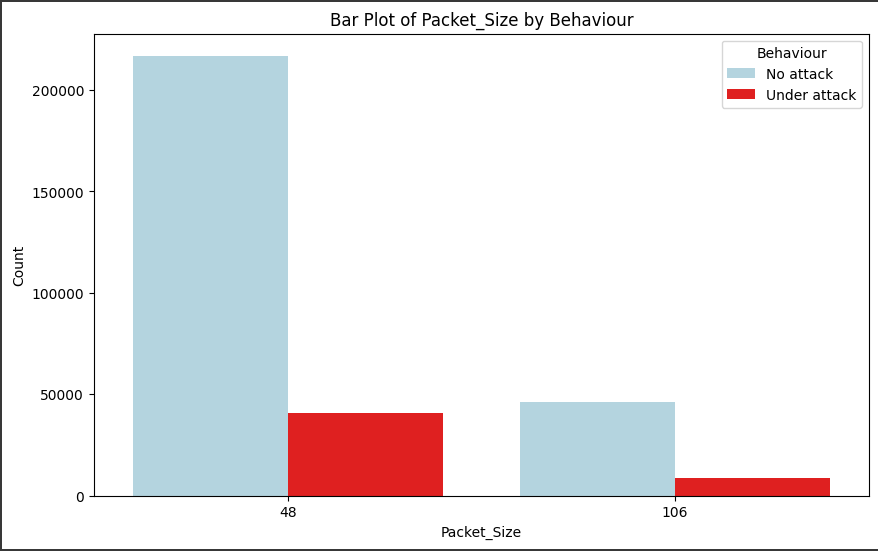 Bar Plot of Packet_Size by Behaviour
Behaviour
No attack
Under attack
200000
150000
100000
50000
0
Count
48 106
Packet_Size